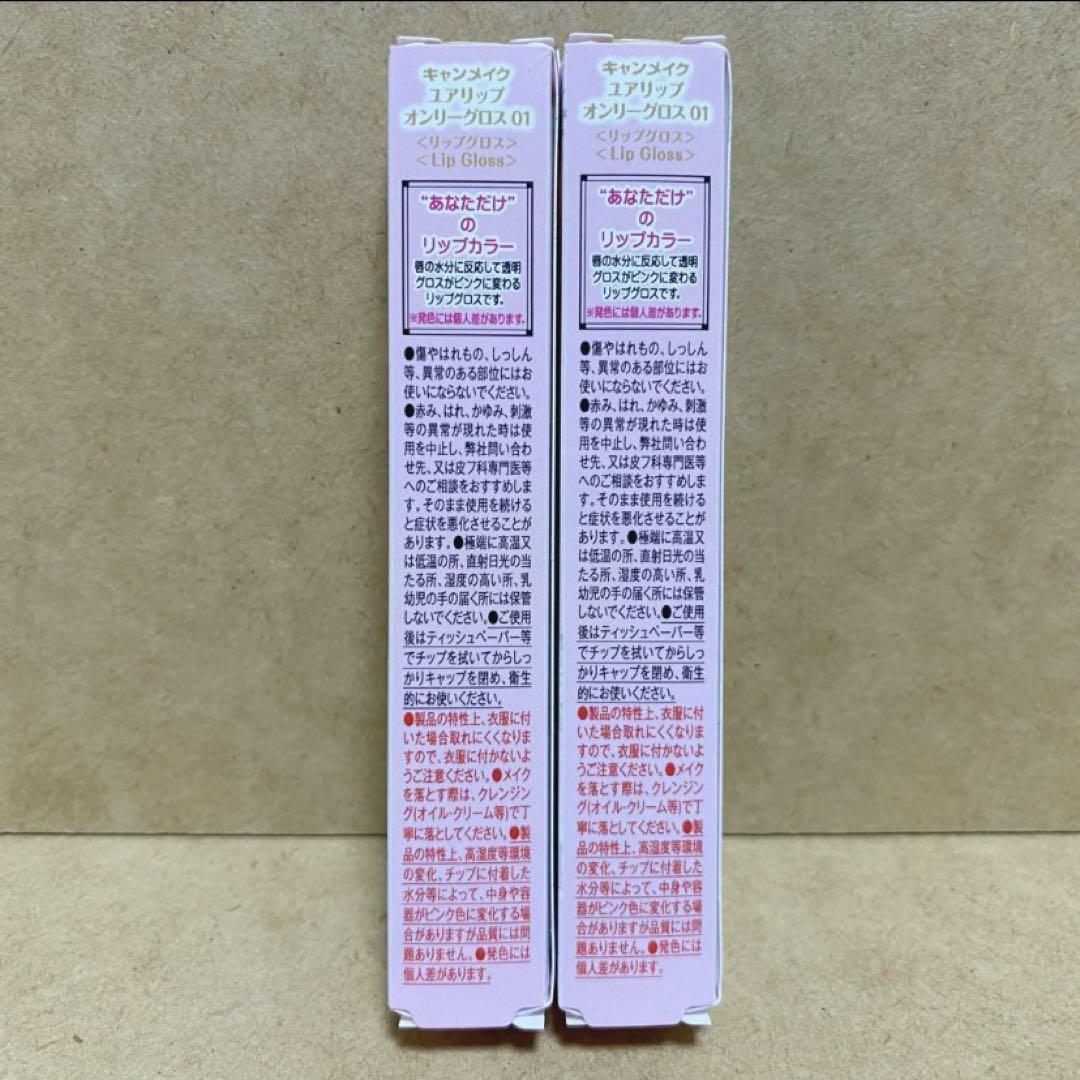 キャンメイク
ユアリップ
オンリーグロス 01
＜リップグロス＞
＜Lip Gloss＞
“あなただけ”
の
リップカラー
唇の水分に反応して透明
グロスがピンクに変わる
リップグロスです。
※発色には個人差があります。
●傷やはれもの、しっしん
等、異常のある部位にはお
使いにならないでください。
●赤み、はれ、かゆみ、刺激
等の異常が現れた時は使
用を中止し、弊社問い合わ
せ先、又は皮フ科専門医等
へのご相談をおすすめしま
す。そのまま使用を続ける
と症状を悪化させることが
あります。●極端に高温又
は低温の所、直射日光の当
たる所、湿度の高い所、乳
幼児の手の届く所には保管
しないでください。●ご使用
後はティッシュペーパー等
でチップを拭いてからしっ
かりキャップを閉め、衛生
的にお使いください。
●製品の特性上、衣服に付
いた場合取れにくくなりま
すので、衣服に付かないよ
うご注意ください。●メイク
を落とす際は、クレンジン
グ(オイル・クリーム等)で丁
寧に落としてください。●製
品の特性上、高湿度等環境
の変化、チップに付着した
水分等によって、中身や容
器がピンク色に変化する場
合がありますが品質には問
題ありません。●発色には
個人差があります。
キャンメイク
ユアリップ
オンリーグロス 01
＜リップグロス＞
＜Lip Gloss＞
“あなただけ”
の
リップカラー
唇の水分に反応して透明
グロスがピンクに変わる
リップグロスです。
※発色には個人差があります。
●傷やはれもの、しっしん
等、異常のある部位にはお
使いにならないでください。
●赤み、はれ、かゆみ、刺激
等の異常が現れた時は使
用を中止し、弊社問い合わ
せ先、又は皮フ科専門医等
へのご相談をおすすめしま
す。そのまま使用を続ける
と症状を悪化させることが
あります。●極端に高温又
は低温の所、直射日光の当
たる所、湿度の高い所、乳
幼児の手の届く所には保管
しないでください。●ご使用
後はティッシュペーパー等
でチップを拭いてからしっ
かりキャップを閉め、衛生
的にお使いください。
●製品の特性上、衣服に付
いた場合取れにくくなりま
すので、衣服に付かないよ
うご注意ください。●メイク
を落とす際は、クレンジン
グ(オイル・クリーム等)で丁
寧に落としてください。●製
品の特性上、高湿度等環境
の変化、チップに付着した
水分等によって、中身や容
器がピンク色に変化する場
合がありますが品質には問
題ありません。●発色には
個人差があります。